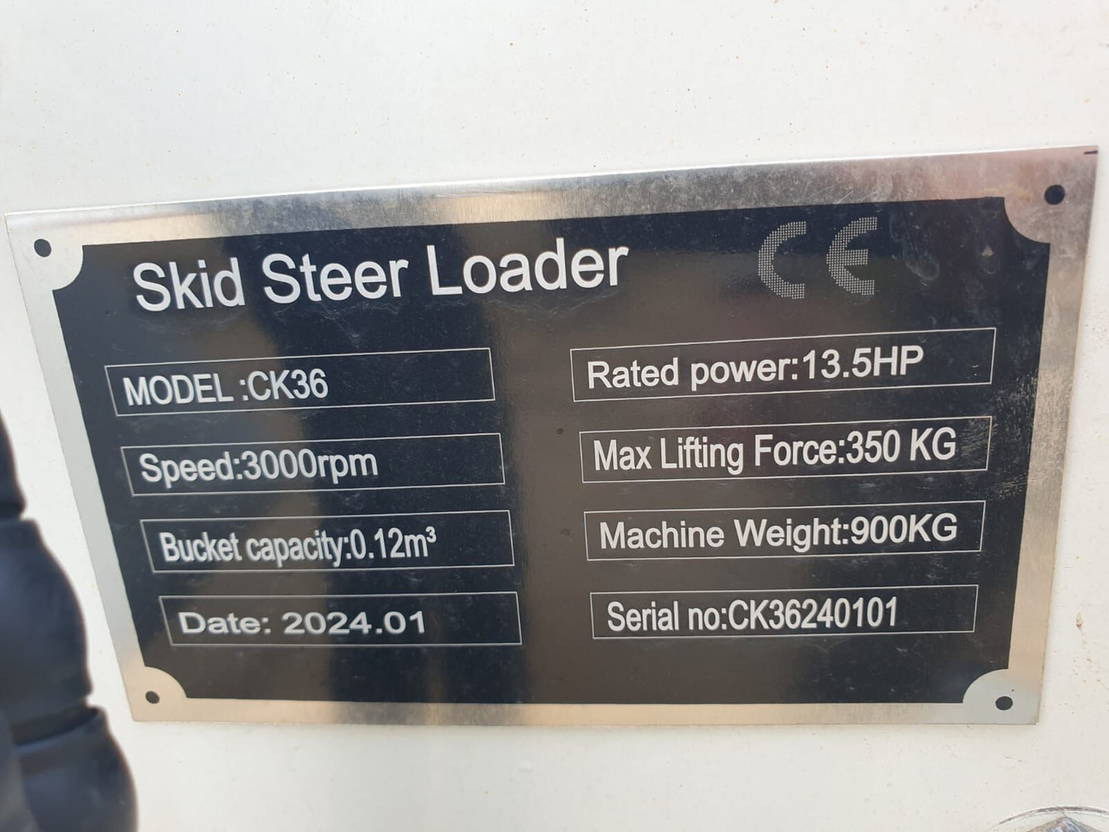 Skid Steer Loader CE
MODEL :CK36
Rated power:13.5HP
Speed:3000rpm
Max Lifting Force:350 KG
Bucket capacity:0.12m³
Machine Weight:900KG
Date: 2024.01
Serial no:CK36240101